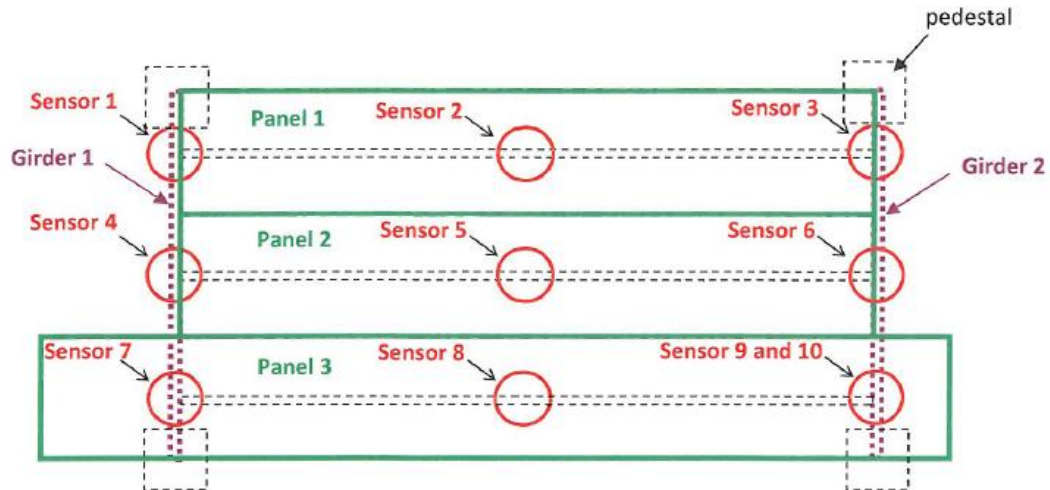 pedestal
Sensor 1
Panel 1
Sensor 2
Sensor 3
Girder 1
Girder 2
Sensor 4
Panel 2
Sensor 5
Sensor 6
Sensor 7
Panel 3
Sensor 8
Sensor 9 and 10